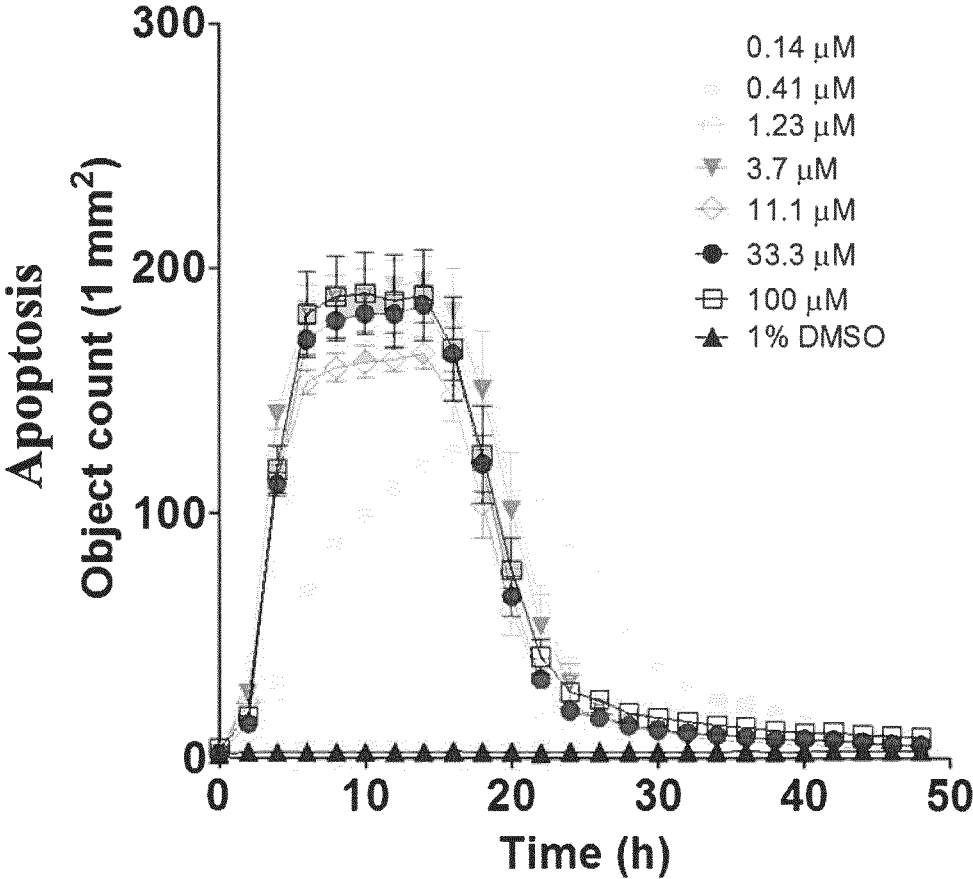 300
200
100
0
0 10 20 30 40 50
Time (h)
Apoptosis
Object count (1 mm²)
0.14 µM
0.41 µM
1.23 µM
3.7 µM
11.1 µM
33.3 µM
100 µM
1% DMSO